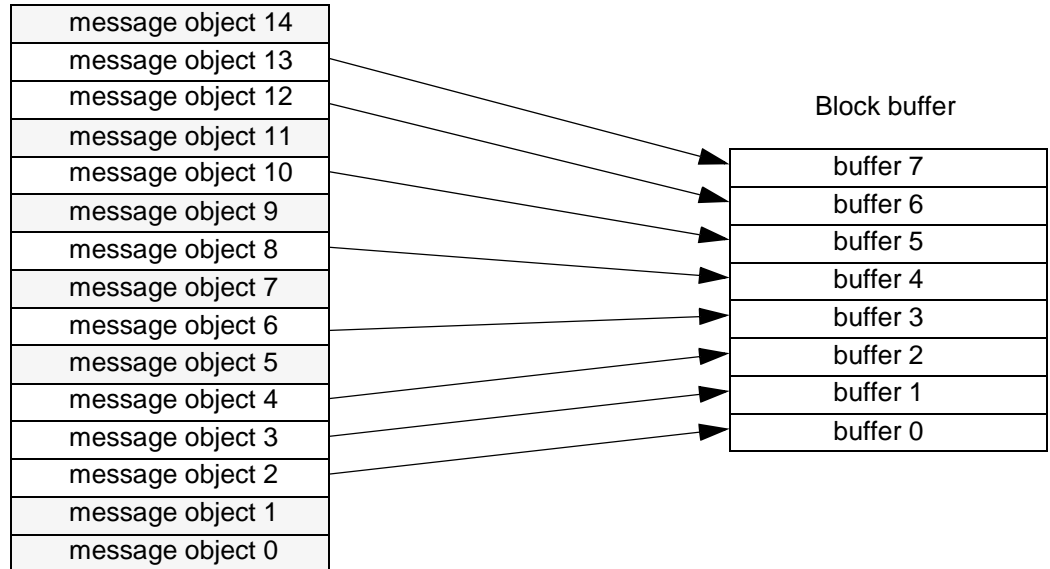 message object 14
message object 13
message object 12
message object 11
message object 10
message object 9
message object 8
message object 7
message object 6
message object 5
message object 4
message object 3
message object 2
message object 1
message object 0
Block buffer
buffer 7
buffer 6
buffer 5
buffer 4
buffer 3
buffer 2
buffer 1
buffer 0